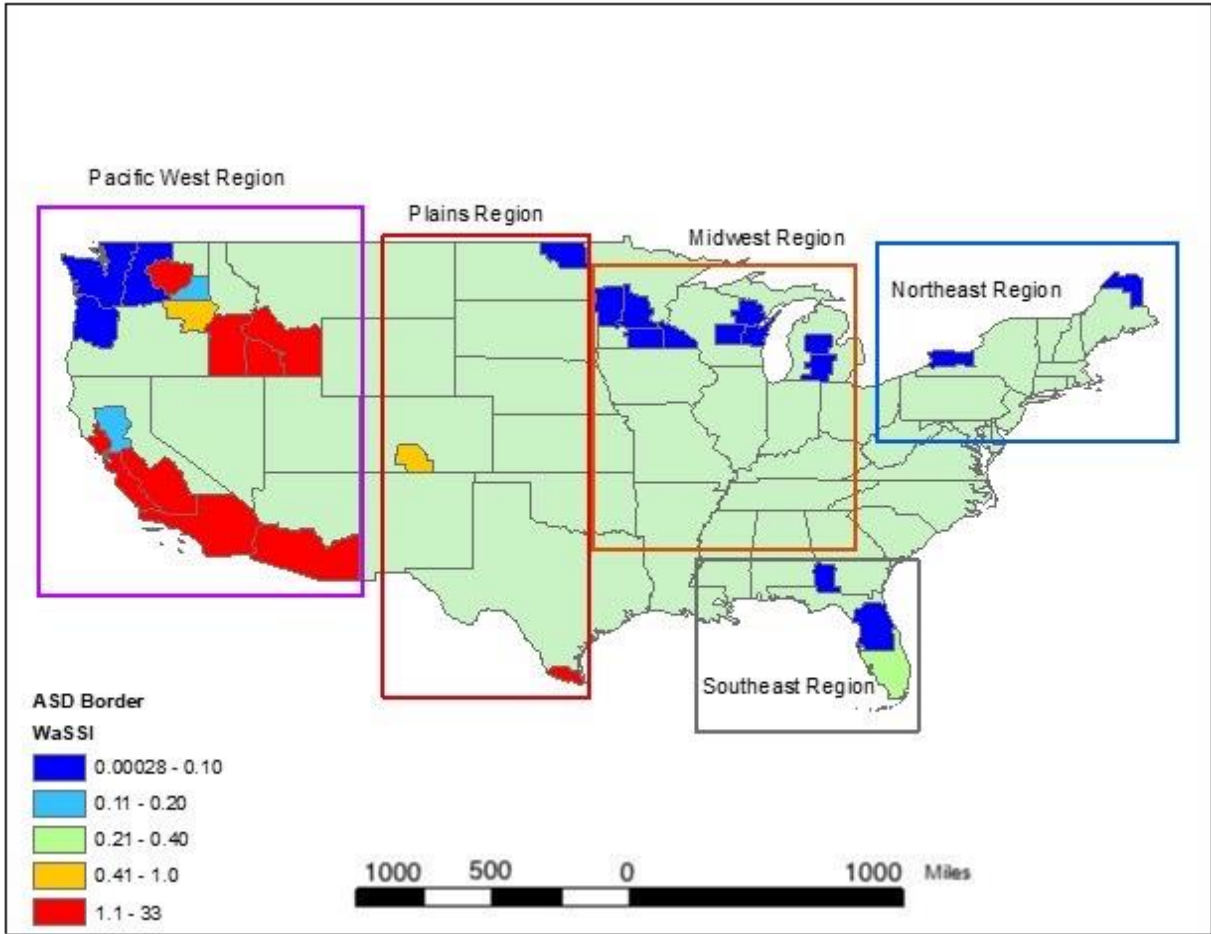 Pacific West Region
Plains Region
Midwest Region
Northeast Region
Southeast Region
ASD Border
WaSSI
0.00028 - 0.10
0.11 - 0.20
0.21 - 0.40
0.41 - 1.0
1.1 - 33
1000 500 0 1000 Miles